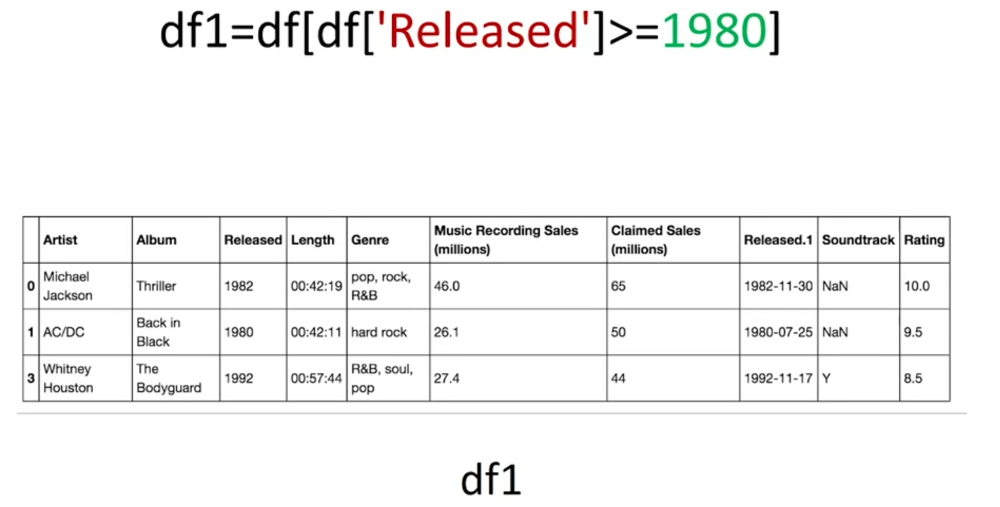 df1=df[df['Released']>=1980]
Artist Album Released Length Genre Music Recording Sales (millions) Claimed Sales (millions) Released.1 Soundtrack Rating
0 Michael Jackson Thriller 1982 00:42:19 pop, rock, R&B 46.0 65 1982-11-30 NaN 10.0
1 AC/DC Back in Black 1980 00:42:11 hard rock 26.1 50 1980-07-25 NaN 9.5
3 Whitney Houston The Bodyguard 1992 00:57:44 R&B, soul, pop 27.4 44 1992-11-17 Y 8.5
df1